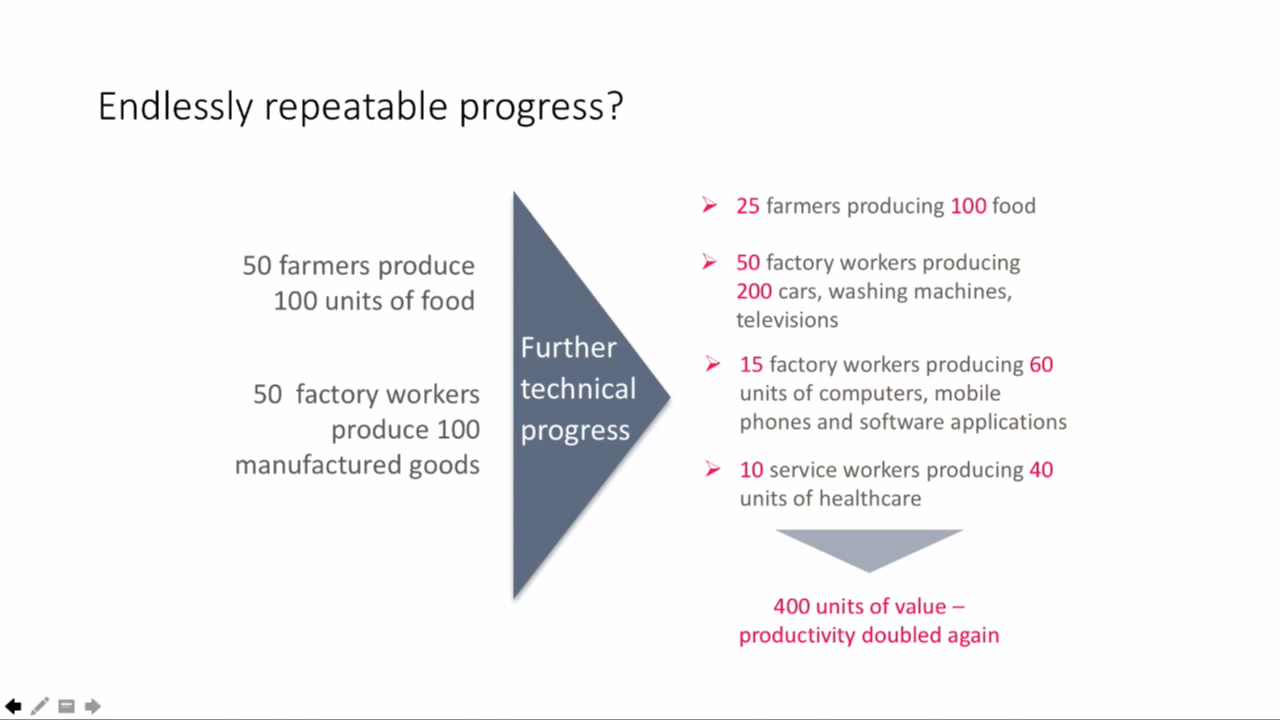 Endlessly repeatable progress?
50 farmers produce
100 units of food
50 factory workers
produce 100
manufactured goods
Further
technical
progress
25 farmers producing 100 food
50 factory workers producing
200 cars, washing machines,
televisions
15 factory workers producing 60
units of computers, mobile
phones and software applications
10 service workers producing 40
units of healthcare
400 units of value –
productivity doubled again